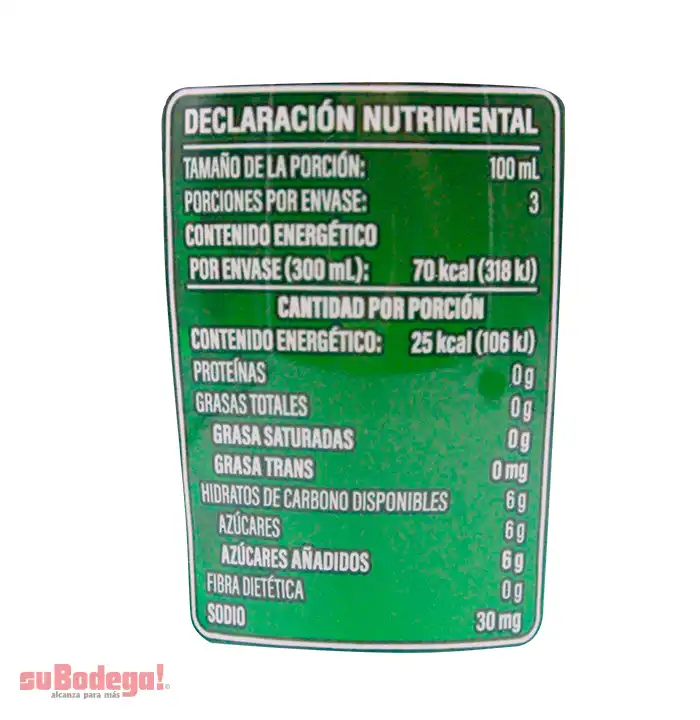 DECLARACIÓN NUTRIMENTAL
TAMAÑO DE LA PORCIÓN: 100 mL
PORCIONES POR ENVASE: 3
CONTENIDO ENERGÉTICO
POR ENVASE (300 mL): 70 kcal (318 kJ)
CANTIDAD POR PORCIÓN
CONTENIDO ENERGÉTICO: 25 kcal (106 kJ)
PROTEÍNAS 0 g
GRASAS TOTALES 0 g
GRASA SATURADAS 0 g
GRASA TRANS 0 mg
HIDRATOS DE CARBONO DISPONIBLES 6 g
AZÚCARES 6 g
AZÚCARES AÑADIDOS 6 g
FIBRA DIETÉTICA 0 g
SODIO 30 mg
suBodega!
alcanza para más